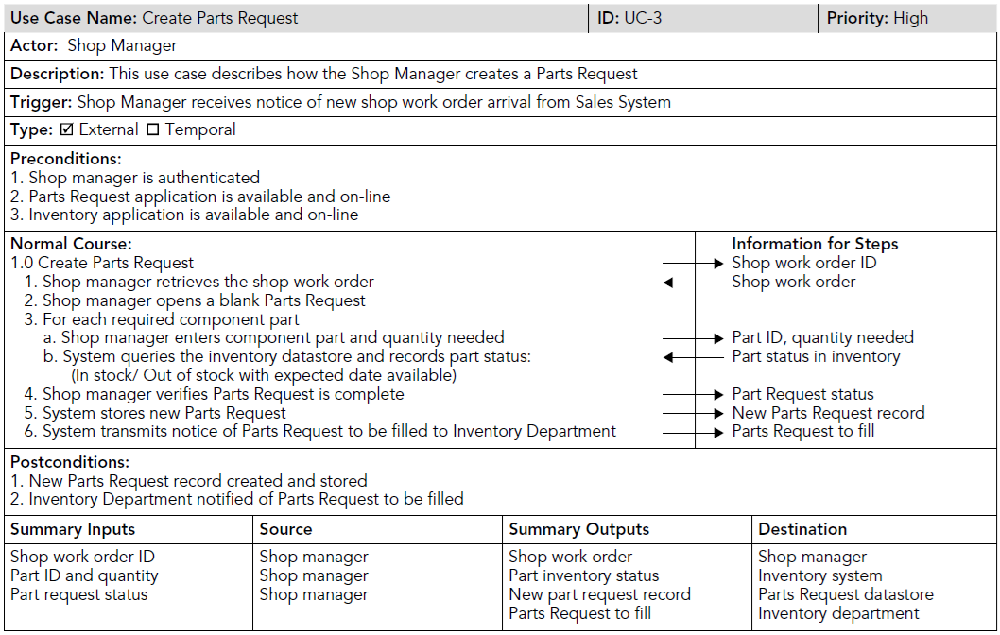 Use Case Name: Create Parts Request ID: UC-3 Priority: High
Actor: Shop Manager
Description: This use case describes how the Shop Manager creates a Parts Request
Trigger: Shop Manager receives notice of new shop work order arrival from Sales System
Type: ☑ External ☐ Temporal
Preconditions:
1. Shop manager is authenticated
2. Parts Request application is available and on-line
3. Inventory application is available and on-line
Normal Course: Information for Steps
1.0 Create Parts Request Shop work order ID
1. Shop manager retrieves the shop work order Shop work order
2. Shop manager opens a blank Parts Request
3. For each required component part
a. Shop manager enters component part and quantity needed Part ID, quantity needed
b. System queries the inventory datastore and records part status: Part status in inventory
(In stock/ Out of stock with expected date available)
4. Shop manager verifies Parts Request is complete Part Request status
5. System stores new Parts Request New Parts Request record
6. System transmits notice of Parts Request to be filled to Inventory Department Parts Request to fill
Postconditions:
1. New Parts Request record created and stored
2. Inventory Department notified of Parts Request to be filled
Summary Inputs Source Summary Outputs Destination
Shop work order ID Shop manager Shop work order Shop manager
Part ID and quantity Shop manager Part inventory status Inventory system
Part request status Shop manager New part request record Parts Request datastore
Parts Request to fill Inventory department